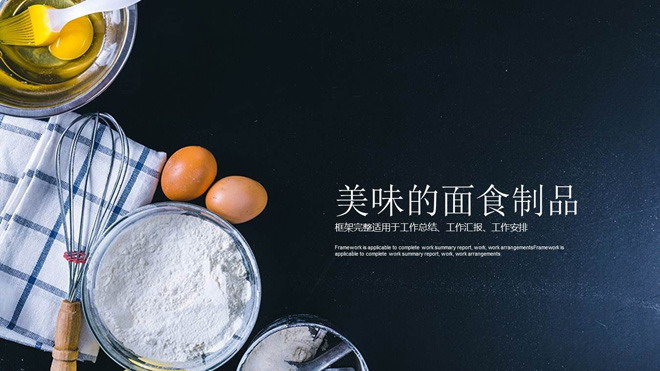 美味的面食制品
框架完整适用于工作总结、工作汇报、工作安排
Framework is applicable to complete work summary report, work, work arrangementsFramework is
applicable to complete work summary report, work, work arrangements